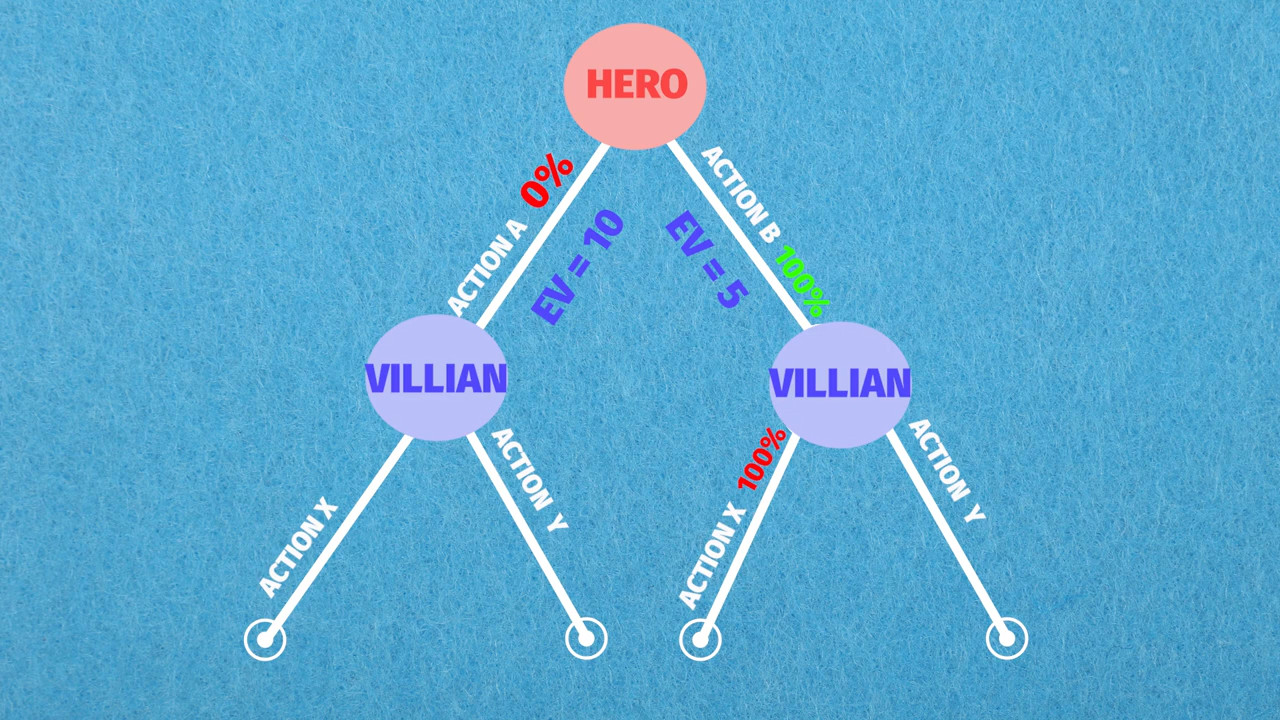 HERO
ACTION A 0%
EV = 10
EV = 5
ACTION B 100%
VILLIAN
VILLIAN
ACTION X
ACTION Y
ACTION X 100%
ACTION Y